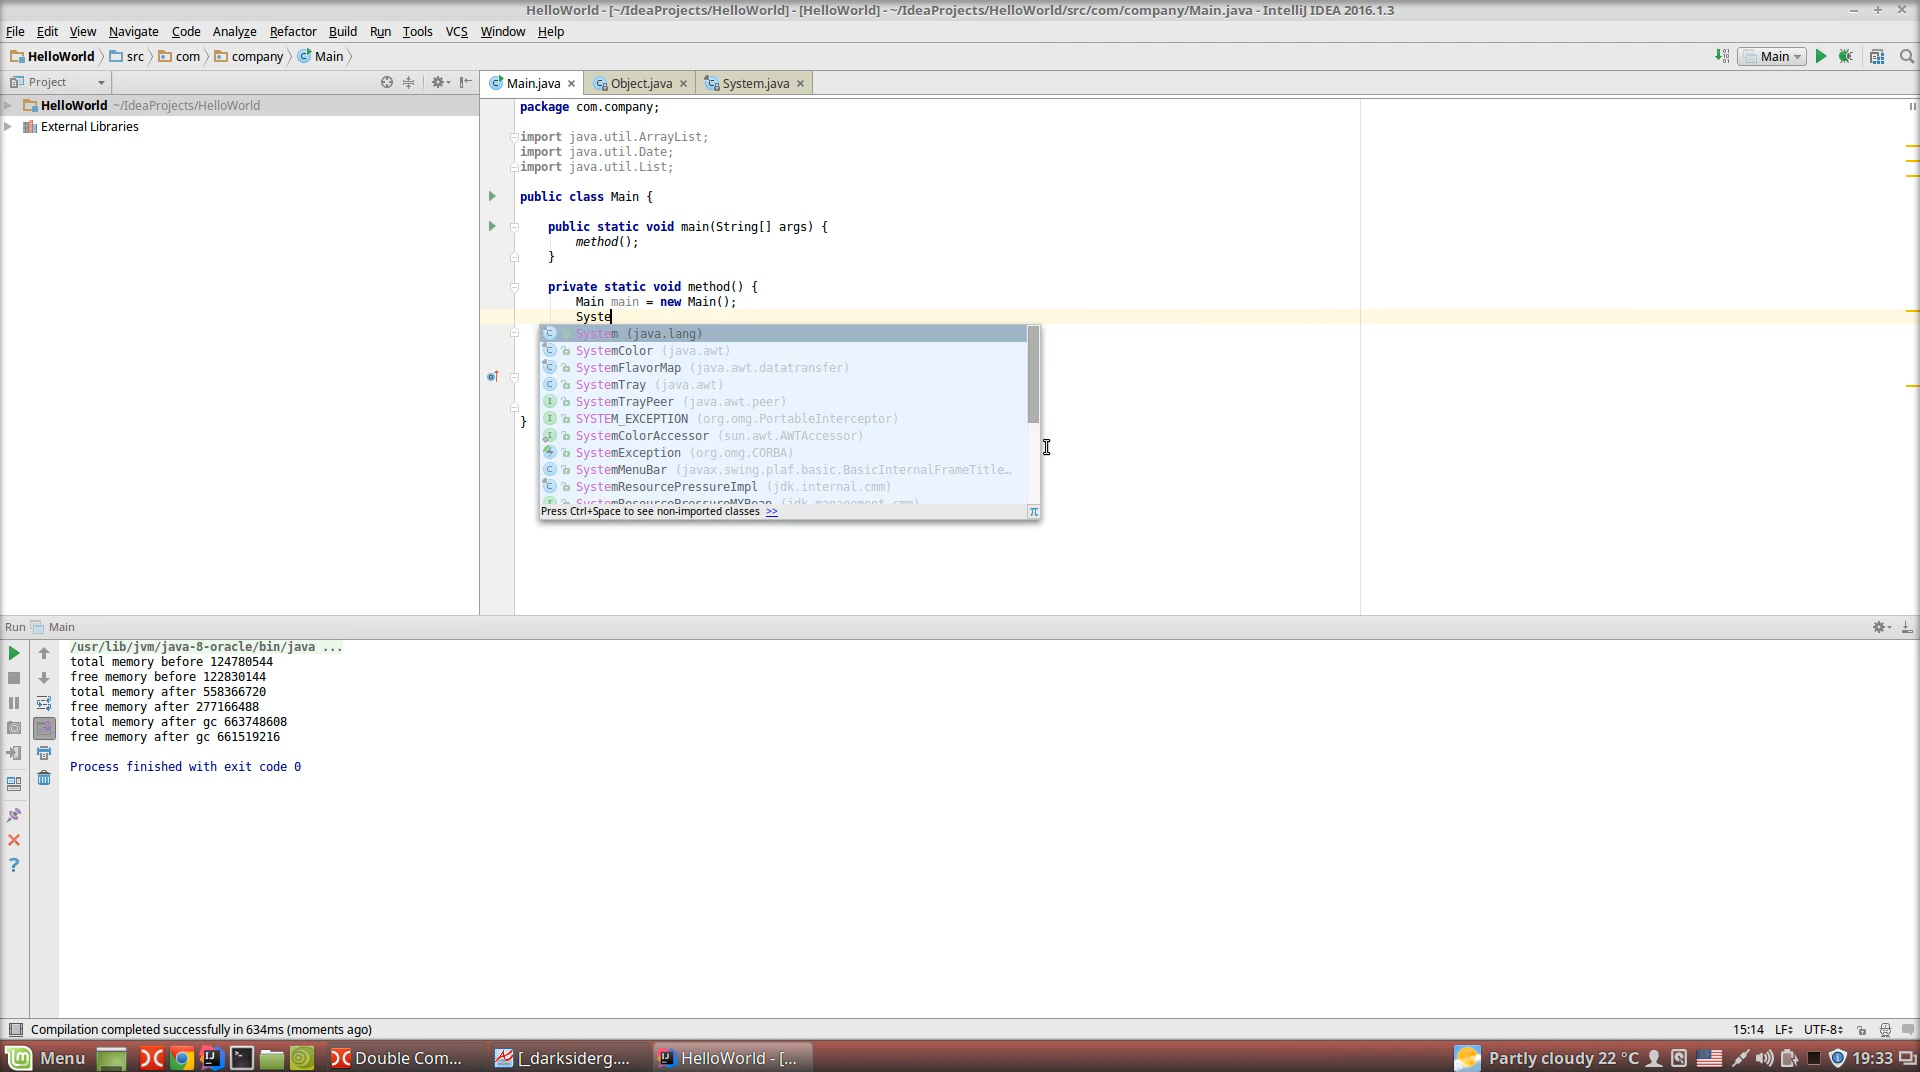 HelloWorld - [~/IdeaProjects/HelloWorld] - [HelloWorld] - ~/IdeaProjects/HelloWorld/src/com/company/Main.java - IntelliJ IDEA 2016.1.3
File Edit View Navigate Code Analyze Refactor Build Run Tools VCS Window Help
HelloWorld src com company Main
Main
Project
Main.java Object.java System.java
HelloWorld ~/IdeaProjects/HelloWorld
External Libraries
package com.company;
import java.util.ArrayList;
import java.util.Date;
import java.util.List;
public class Main {
public static void main(String[] args) {
method();
}
private static void method() {
Main main = new Main();
Syste
System (java.lang)
SystemColor (java.awt)
SystemFlavorMap (java.awt.datatransfer)
SystemTray (java.awt)
SystemTrayPeer (java.awt.peer)
SYSTEM_EXCEPTION (org.omg.PortableInterceptor)
}
SystemColorAccessor (sun.awt.AWTAccessor)
SystemException (org.omg.CORBA)
SystemMenuBar (javax.swing.plaf.basic.BasicInternalFrameTitle…
SystemResourcePressureImpl (jdk.internal.cmm)
SystemResourcePressureMXBean (jdk.management.cmm)
Press Ctrl+Space to see non-imported classes >> π
Run Main
/usr/lib/jvm/java-8-oracle/bin/java ...
total memory before 124780544
free memory before 122830144
total memory after 558366720
free memory after 277166488
total memory after gc 663748608
free memory after gc 661519216
Process finished with exit code 0
Compilation completed successfully in 634ms (moments ago)
15:14 LF÷ UTF-8÷
Menu Double Com... [_darksiderg.... HelloWorld - [... Partly cloudy 22 °C 19:33